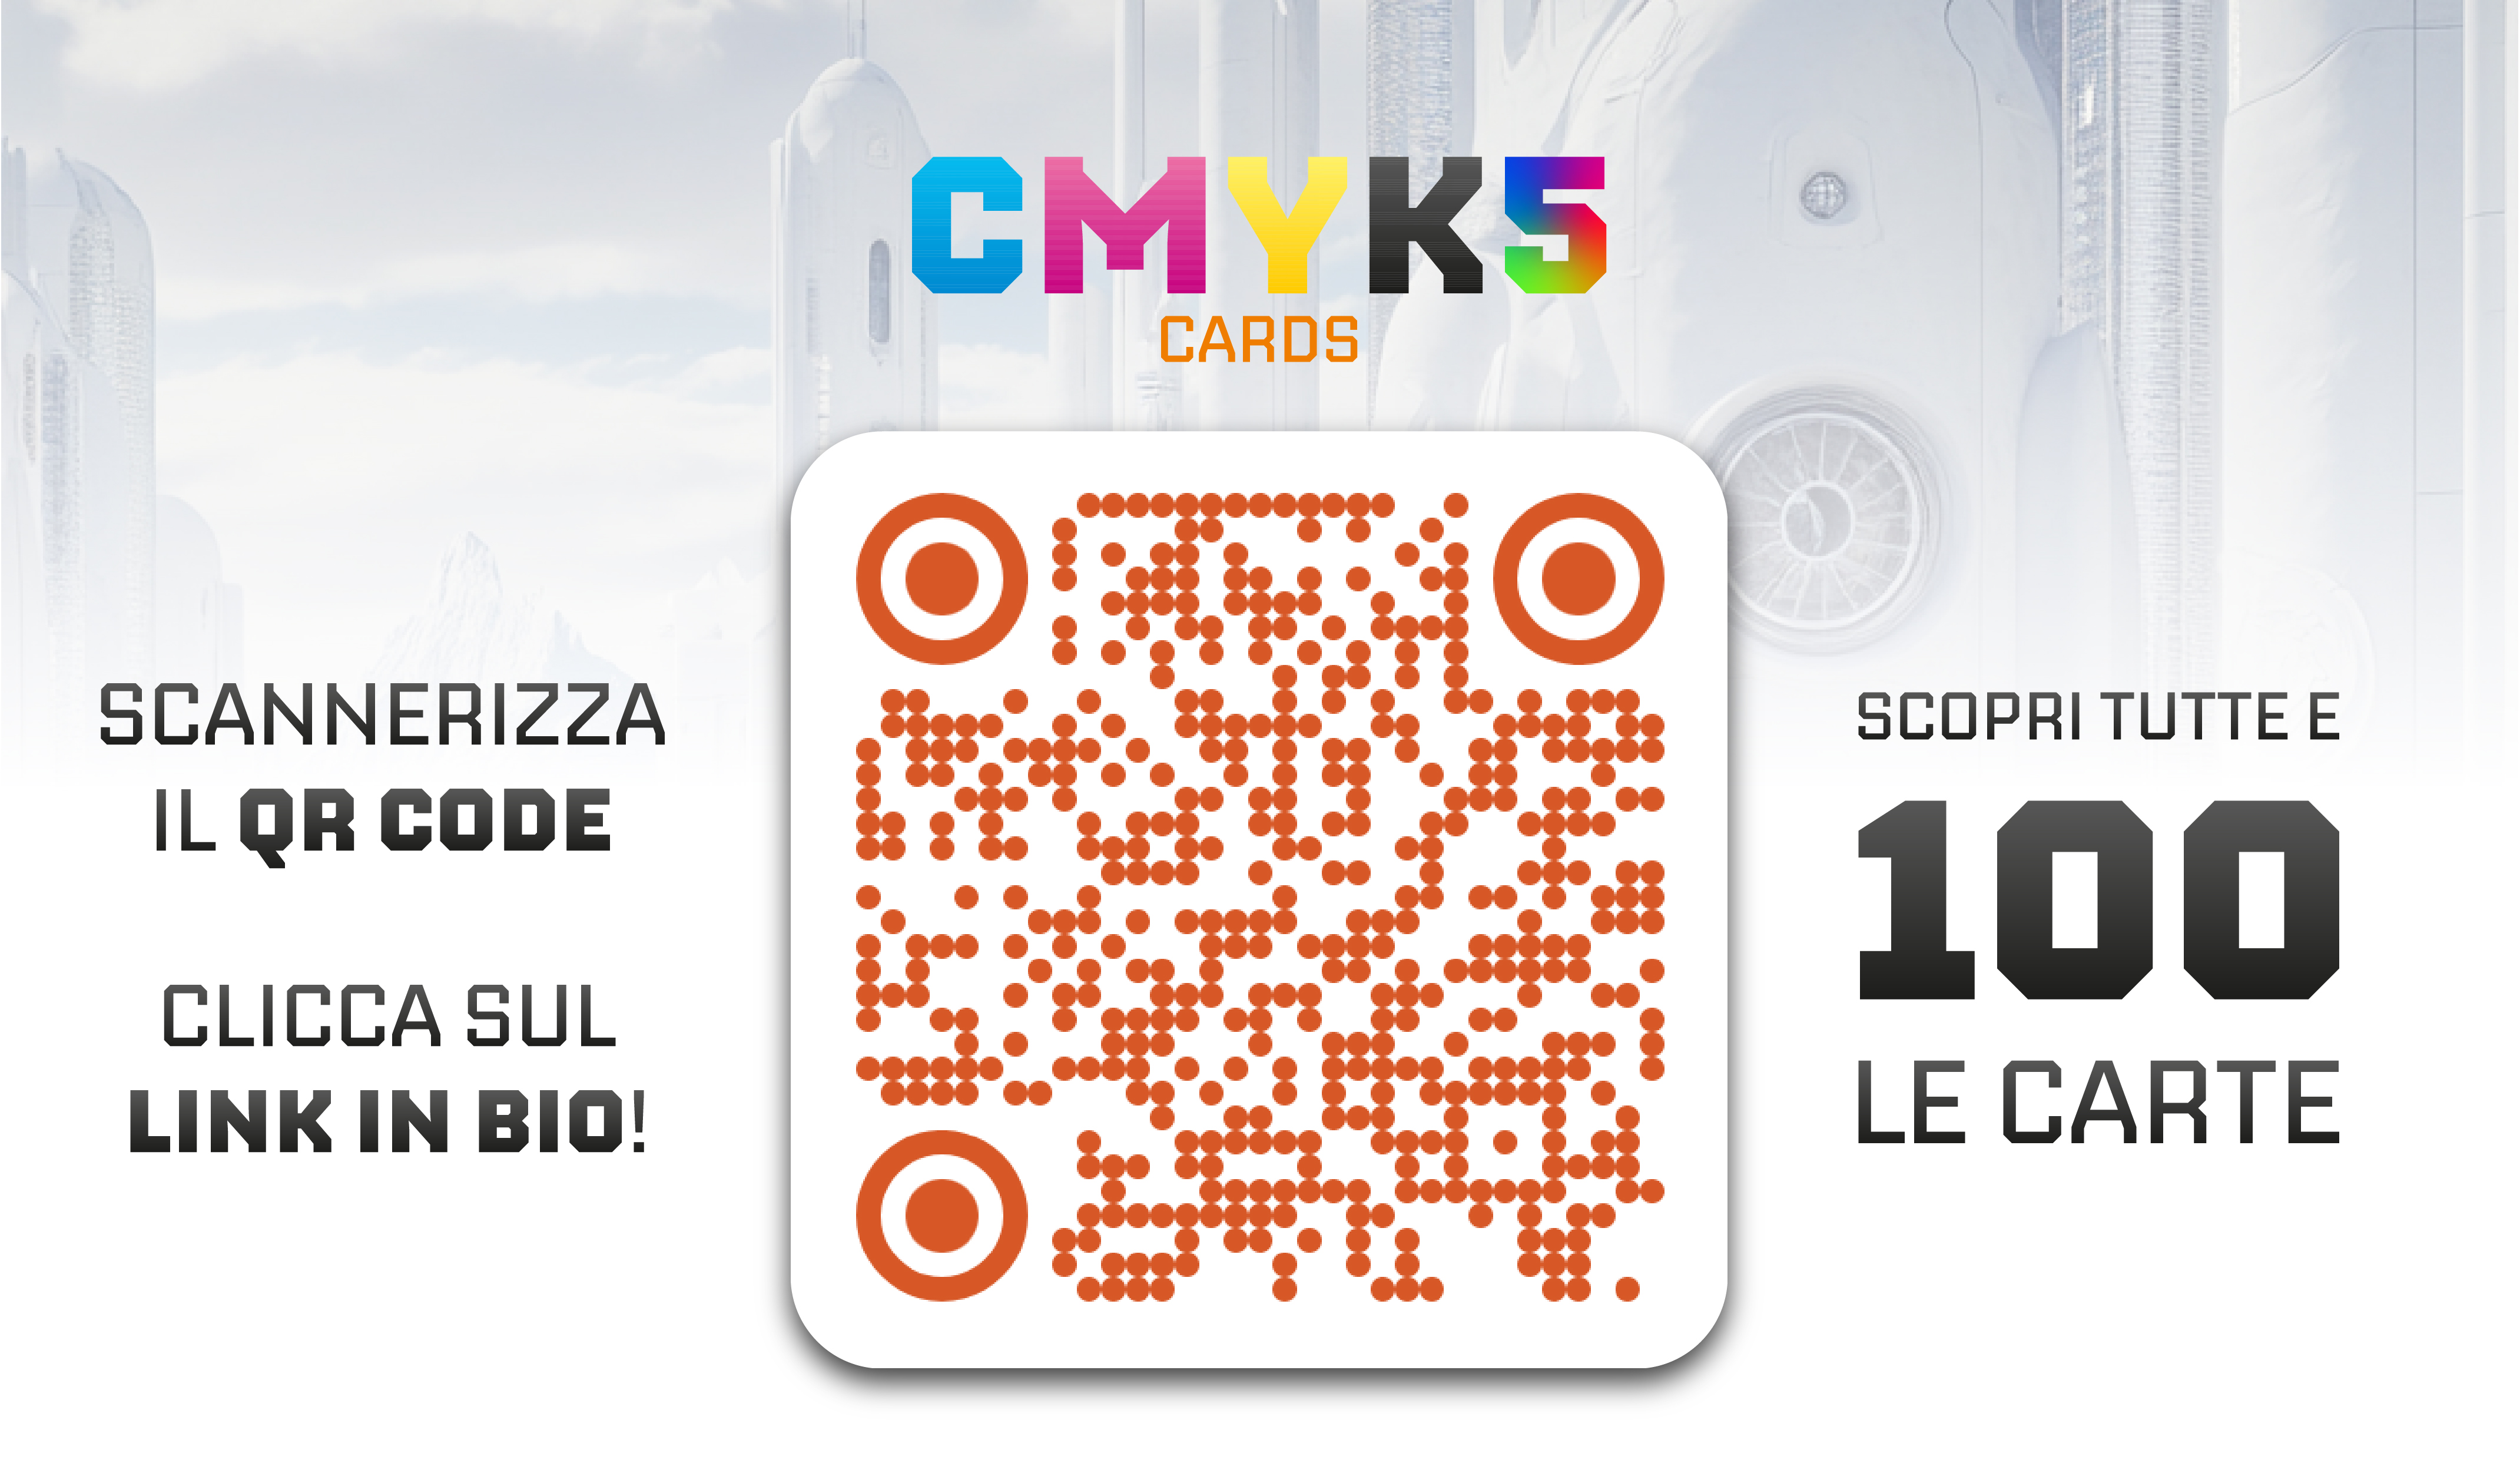 CMYK5
CARDS
SCANNERIZZA
IL QR CODE
CLICCA SUL
LINK IN BIO!
SCOPRI TUTTE E
100
LE CARTE